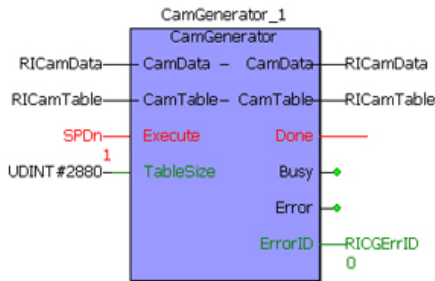 CamGenerator_1
CamGenerator
RICamData CamData – CamData RICamData
RICamTable CamTable – CamTable RICamTable
SPDn Execute Done
1
UDINT#2880 TableSize Busy
Error
ErrorID RICGErrID
0